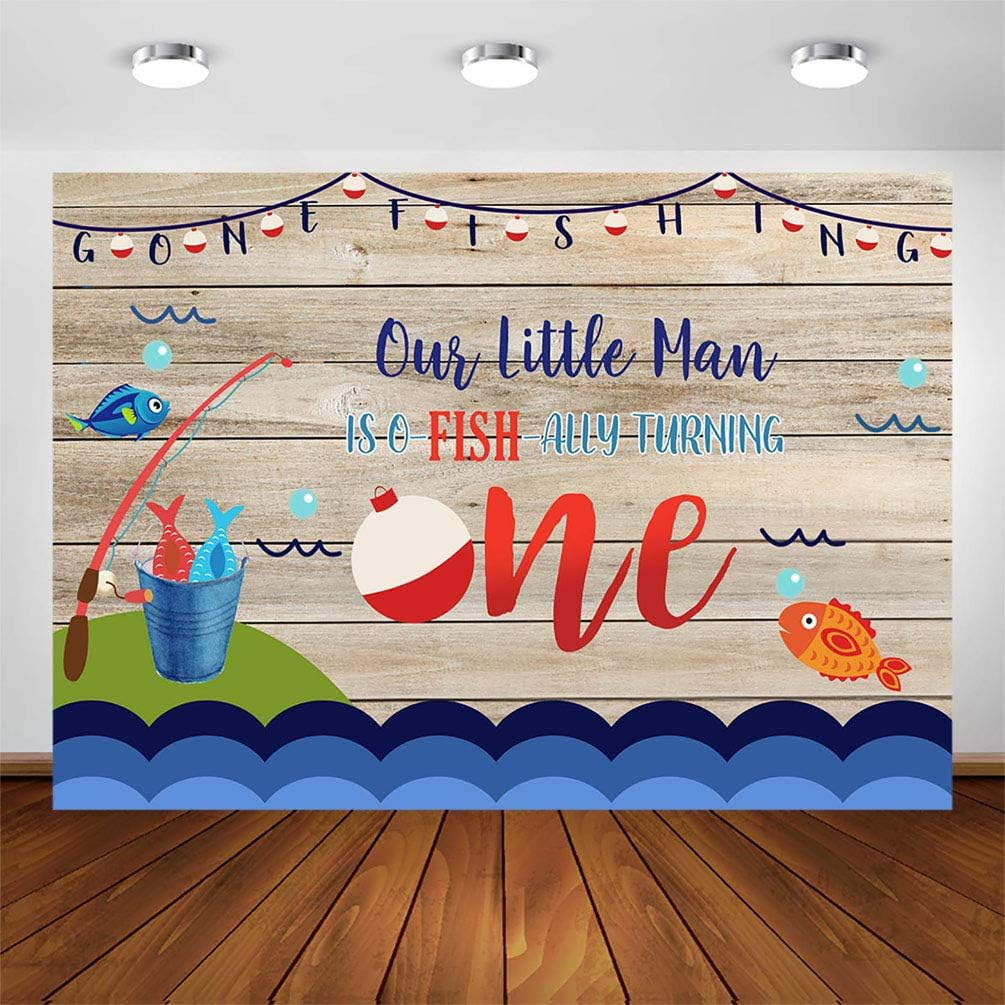 GONE FISHING
Our Little Man
IS O-FISH-ALLY TURNING
One